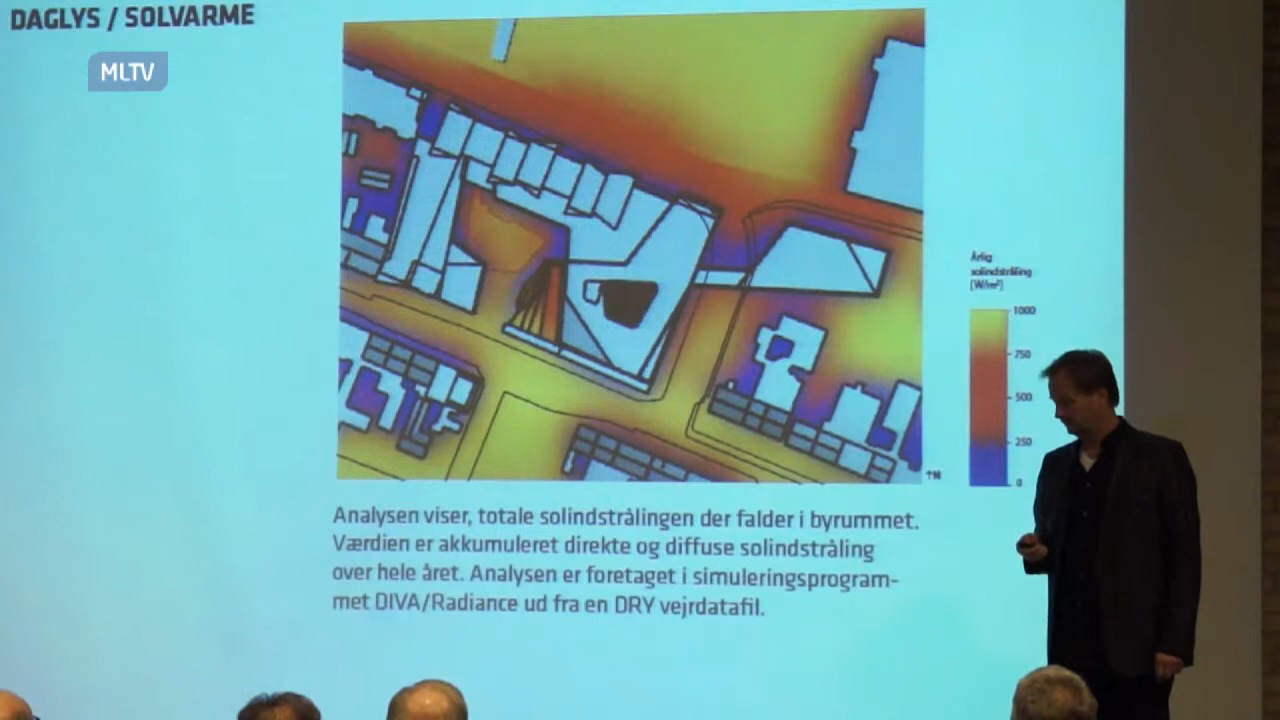 DAGLYS / SOLVARME
MLTV
Årlig
solindstråling
[W/m²]
1000
750
500
250
0
↑N
Analysen viser, totale solindstrålingen der falder i byrummet.
Værdien er akkumuleret direkte og diffuse solindstråling
over hele året. Analysen er foretaget i simuleringsprogram-
met DIVA/Radiance ud fra en DRY vejrdatafil.